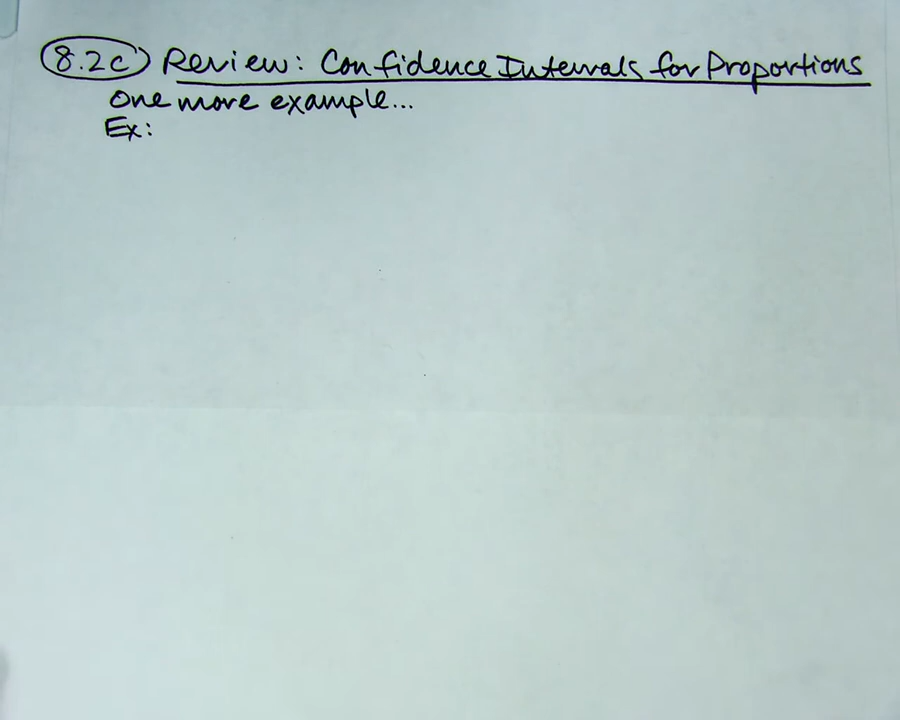 8.2c) Review: Confidence Intervals for Proportions
One more example...
Ex: